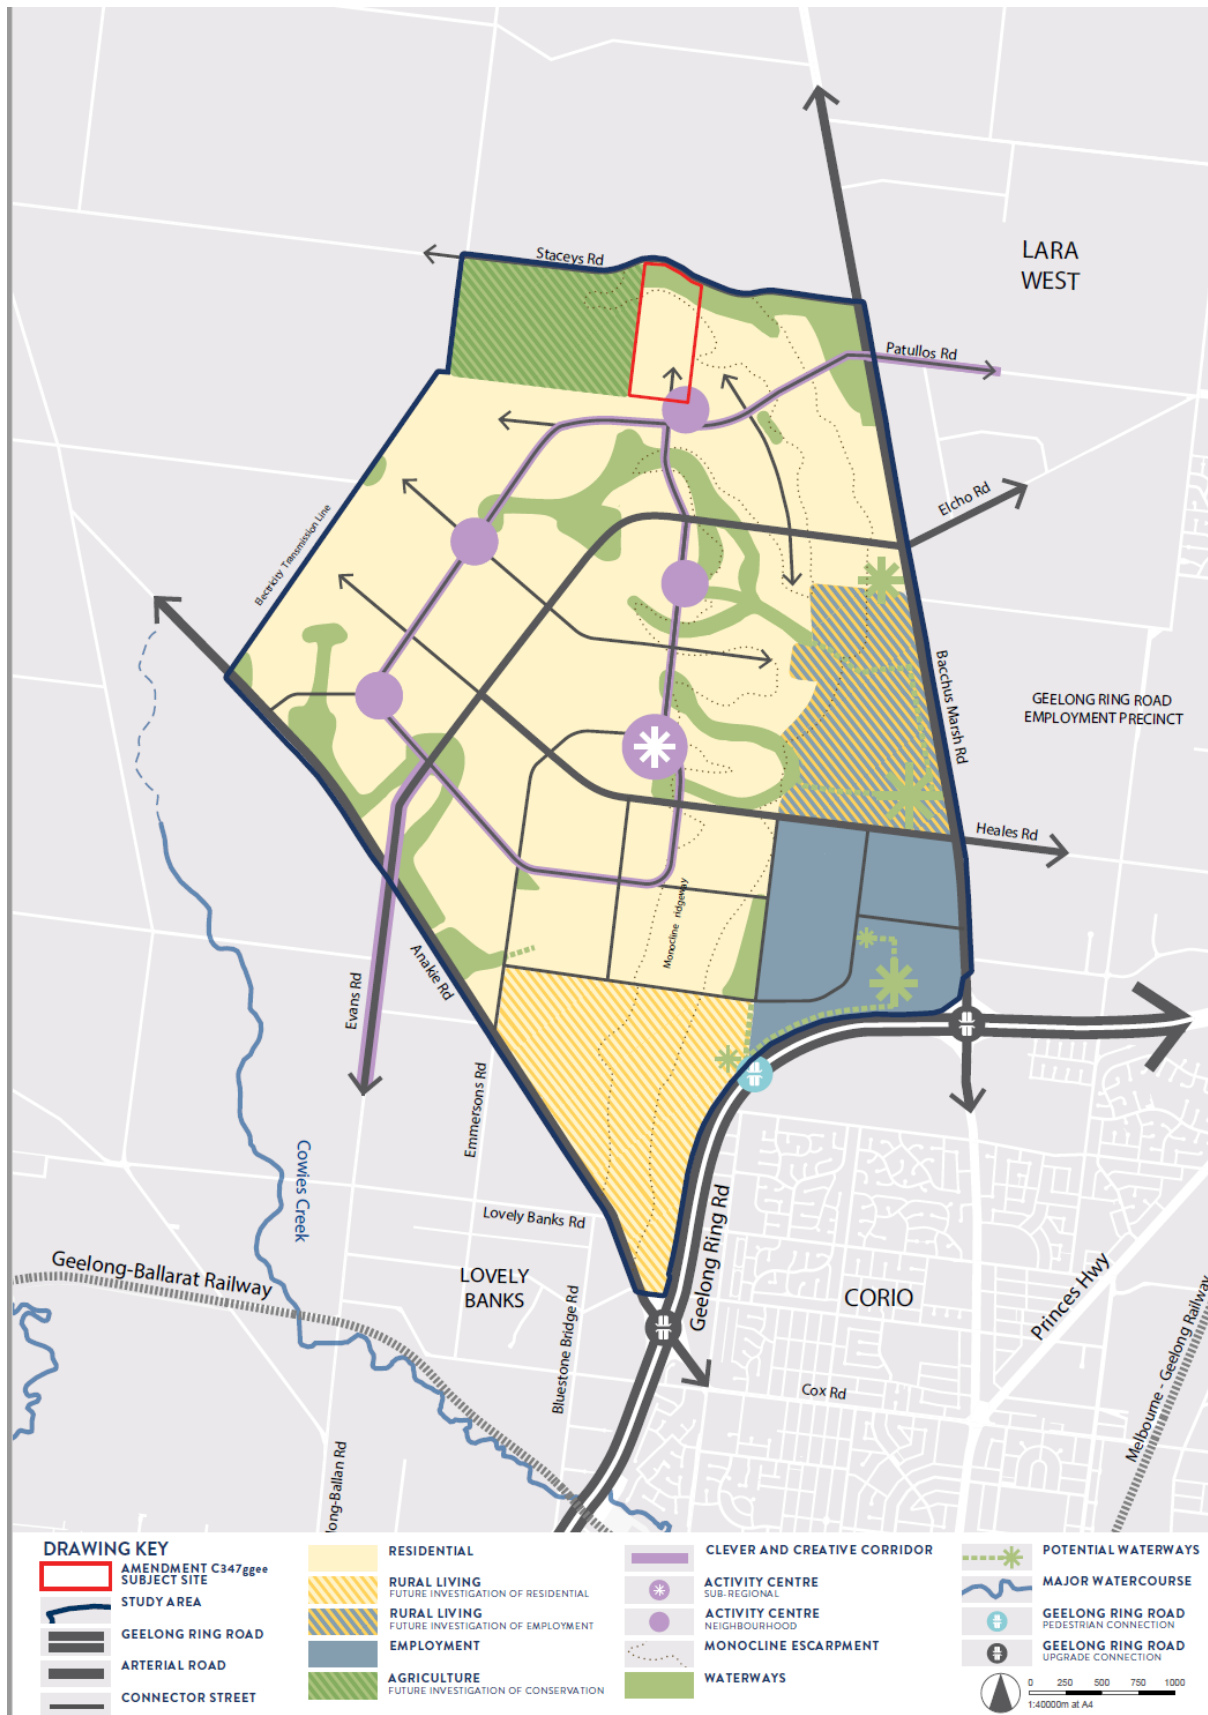 LARA
WEST
Staceys Rd
Patullos Rd
Elcho Rd
Electricity Transmission Line
Bacchus Marsh Rd
GEELONG RING ROAD
EMPLOYMENT PRECINCT
Heales Rd
Monocline ridgeway
Anakie Rd
Evans Rd
Emmersons Rd
Cowies Creek
Lovely Banks Rd
Geelong Ring Rd
Geelong-Ballarat Railway
LOVELY
BANKS
Bluestone Bridge Rd
CORIO
Princes Hwy
Cox Rd
Melbourne - Geelong Railway
long-Ballan Rd
DRAWING KEY
AMENDMENT C347ggee
SUBJECT SITE
STUDY AREA
GEELONG RING ROAD
ARTERIAL ROAD
CONNECTOR STREET
RESIDENTIAL
RURAL LIVING
FUTURE INVESTIGATION OF RESIDENTIAL
RURAL LIVING
FUTURE INVESTIGATION OF EMPLOYMENT
EMPLOYMENT
AGRICULTURE
FUTURE INVESTIGATION OF CONSERVATION
CLEVER AND CREATIVE CORRIDOR
ACTIVITY CENTRE
SUB-REGIONAL
ACTIVITY CENTRE
NEIGHBOURHOOD
MONOCLINE ESCARPMENT
WATERWAYS
POTENTIAL WATERWAYS
MAJOR WATERCOURSE
GEELONG RING ROAD
PEDESTRIAN CONNECTION
GEELONG RING ROAD
UPGRADE CONNECTION
0 250 500 750 1000
1:40000m at A4